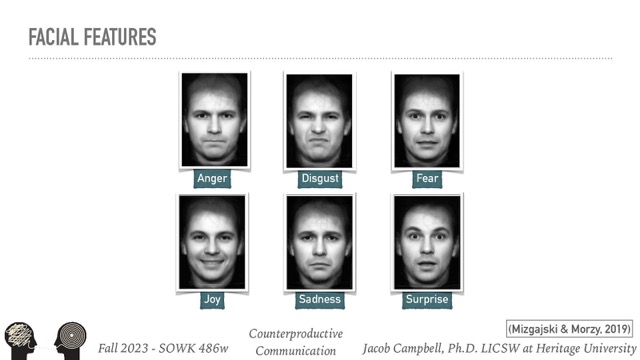 FACIAL FEATURES
Anger
Disgust
Fear
Joy
Sadness
Surprise
(Mizgajski & Morzy, 2019)
Fall 2023 - SOWK 486w
Counterproductive
Communication
Jacob Campbell, Ph.D. LICSW at Heritage University